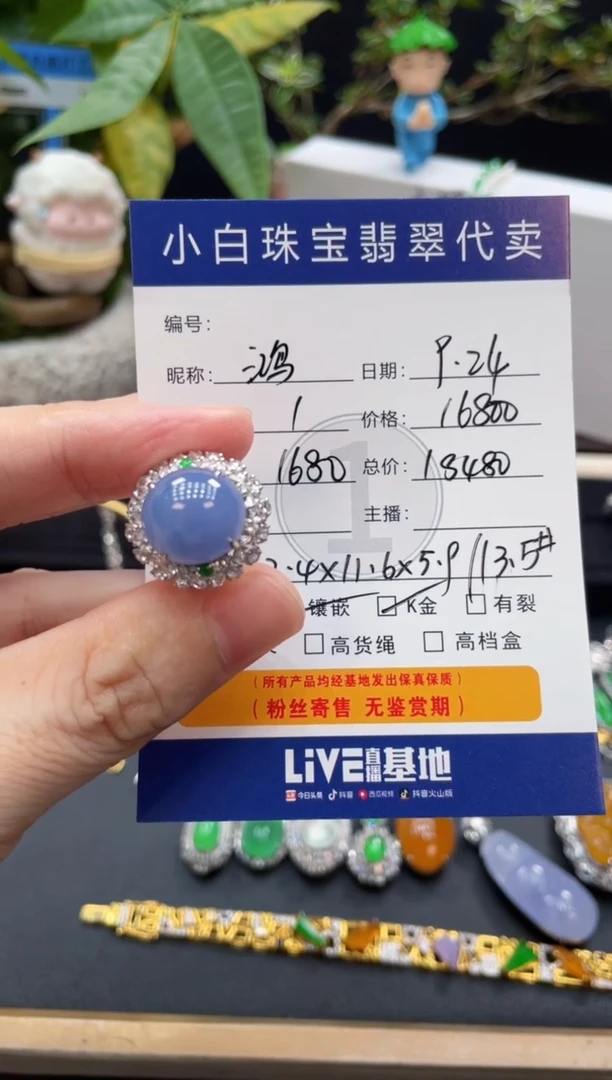 小白珠宝翡翠代卖
编号：
昵称：鸿 日期：9.24
1 价格：16800
1680 总价：18480
主播：
.4×11.6×5.9 13.5#
镶嵌 K金 有裂
高货绳 高档盒
（所有产品均经基地发出保真保质）
（粉丝寄售 无鉴赏期）
LiVE直播基地
今日头条 抖音 西瓜视频 抖音火山版